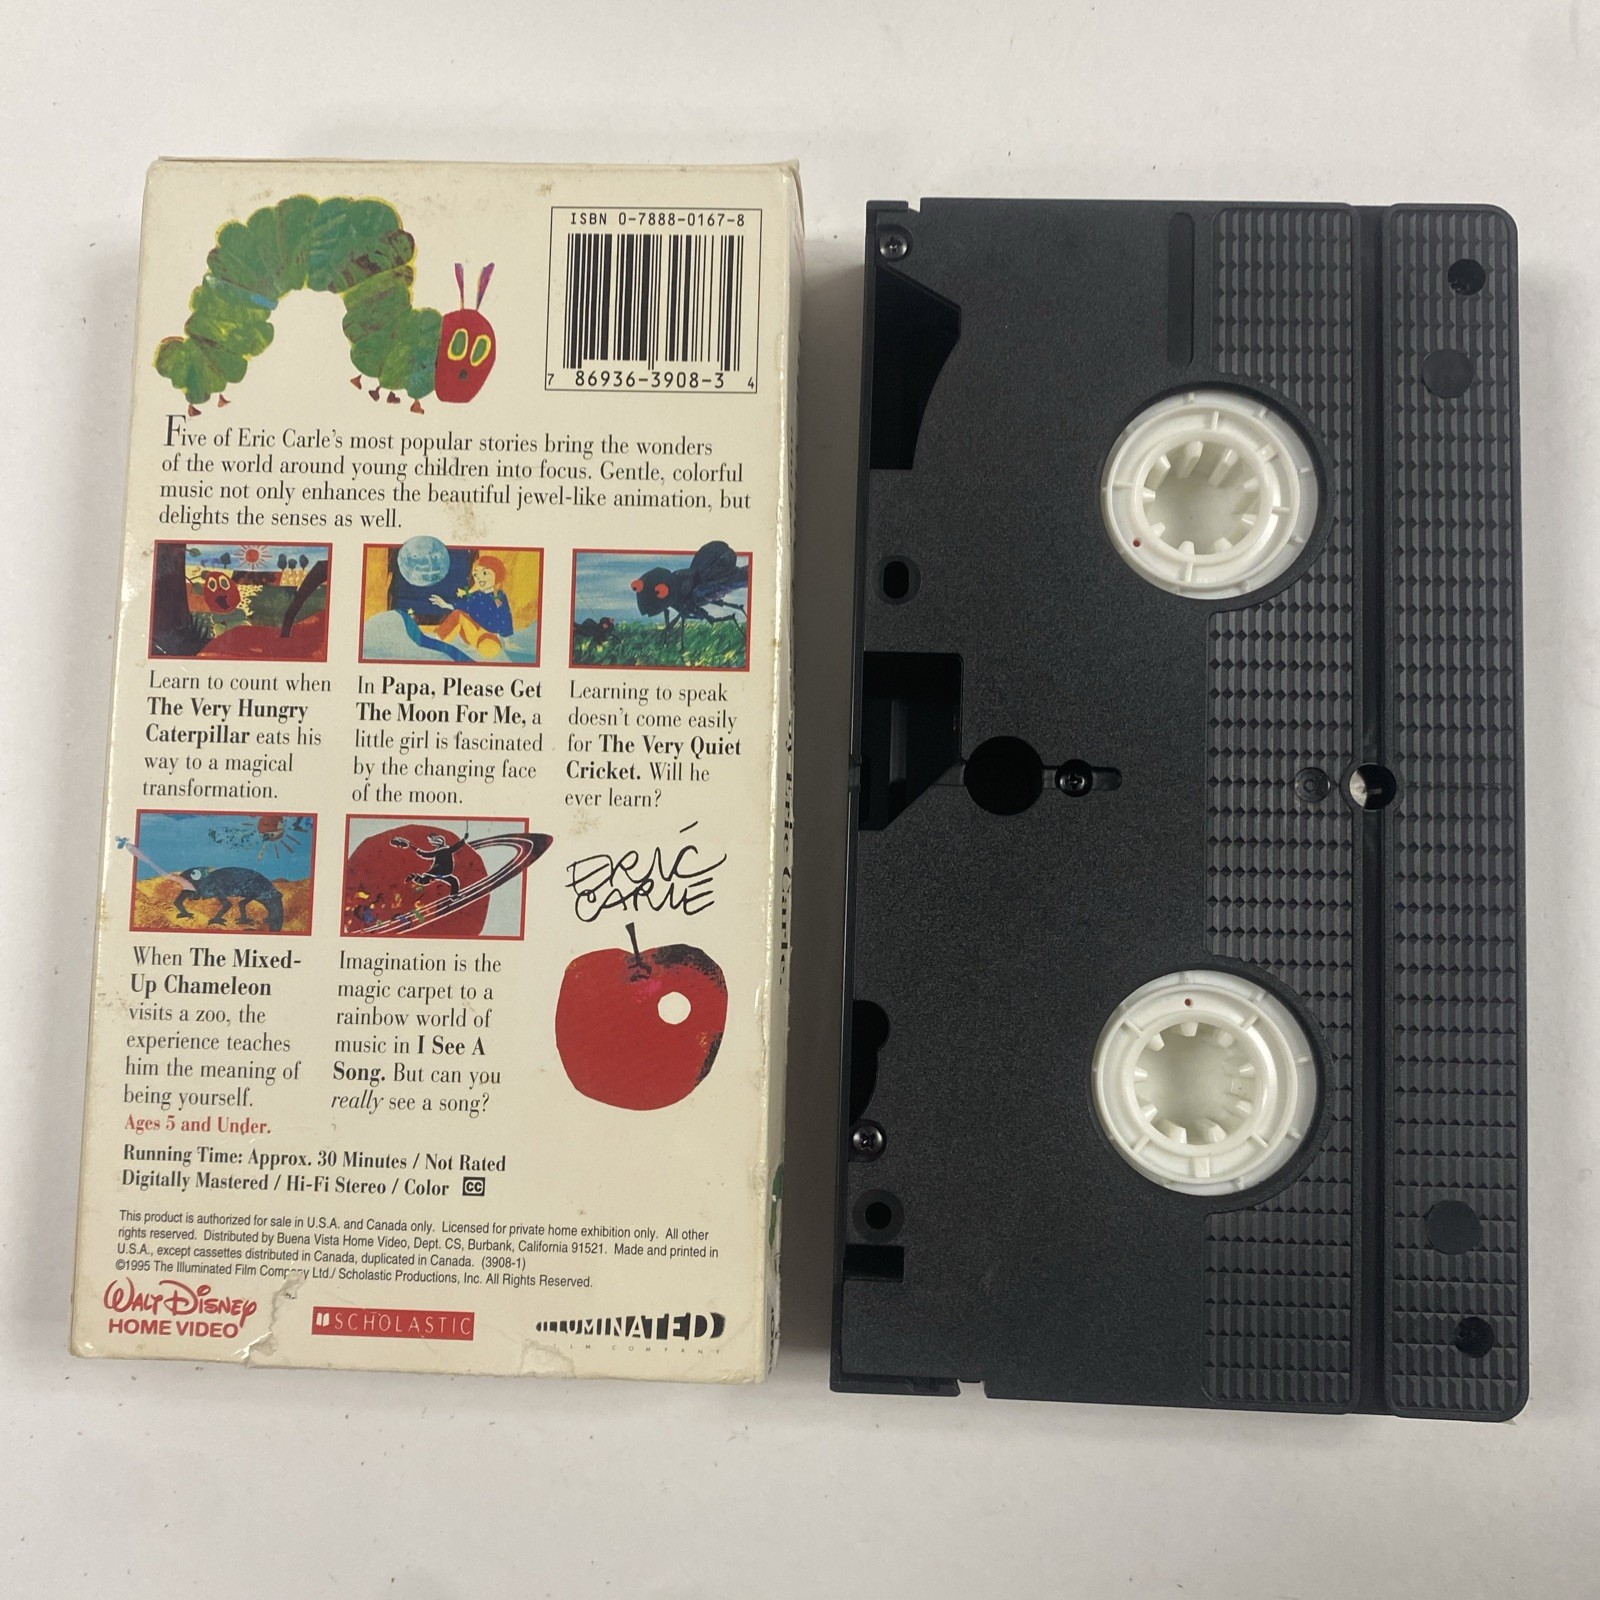 ISBN 0-7888-0167-8
7 86936-3908-3 4
Five of Eric Carle's most popular stories bring the wonders
of the world around young children into focus. Gentle, colorful
music not only enhances the beautiful jewel-like animation, but
delights the senses as well.
Learn to count when
The Very Hungry
Caterpillar eats his
way to a magical
transformation.
In Papa, Please Get
The Moon For Me, a
little girl is fascinated
by the changing face
of the moon.
Learning to speak
doesn't come easily
for The Very Quiet
Cricket. Will he
ever learn?
ERIC
CARLE
When The Mixed-
Up Chameleon
visits a zoo, the
experience teaches
him the meaning of
being yourself.
Imagination is the
magic carpet to a
rainbow world of
music in I See A
Song. But can you
really see a song?
Ages 5 and Under.
Running Time: Approx. 30 Minutes / Not Rated
Digitally Mastered / Hi-Fi Stereo / Color CC
This product is authorized for sale in U.S.A. and Canada only. Licensed for private home exhibition only. All other
rights reserved. Distributed by Buena Vista Home Video, Dept. CS, Burbank, California 91521. Made and printed in
U.S.A., except cassettes distributed in Canada, duplicated in Canada. (3908-1)
©1995 The Illuminated Film Company Ltd./ Scholastic Productions, Inc. All Rights Reserved.
WALT DISNEY
HOME VIDEO
SCHOLASTIC
ILLUMINATED
FILM COMPANY
by Eric Carle.